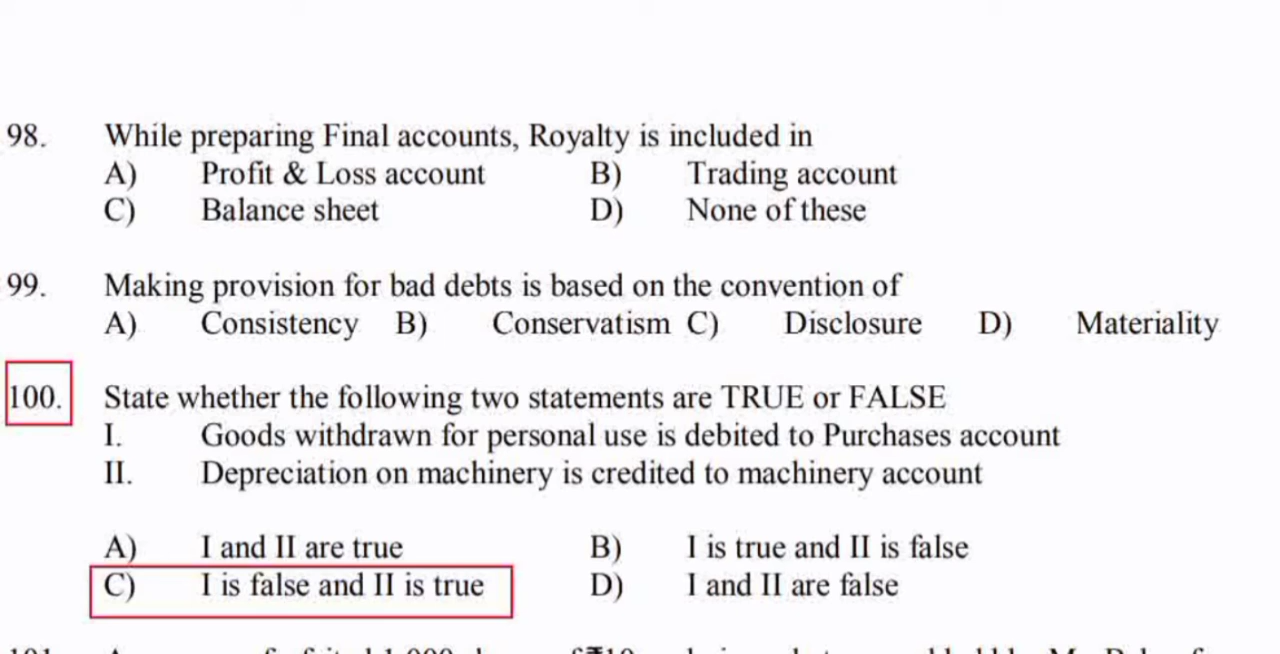 98. While preparing Final accounts, Royalty is included in
A) Profit & Loss account B) Trading account
C) Balance sheet D) None of these
99. Making provision for bad debts is based on the convention of
A) Consistency B) Conservatism C) Disclosure D) Materiality
100. State whether the following two statements are TRUE or FALSE
I. Goods withdrawn for personal use is debited to Purchases account
II. Depreciation on machinery is credited to machinery account
A) I and II are true B) I is true and II is false
C) I is false and II is true D) I and II are false